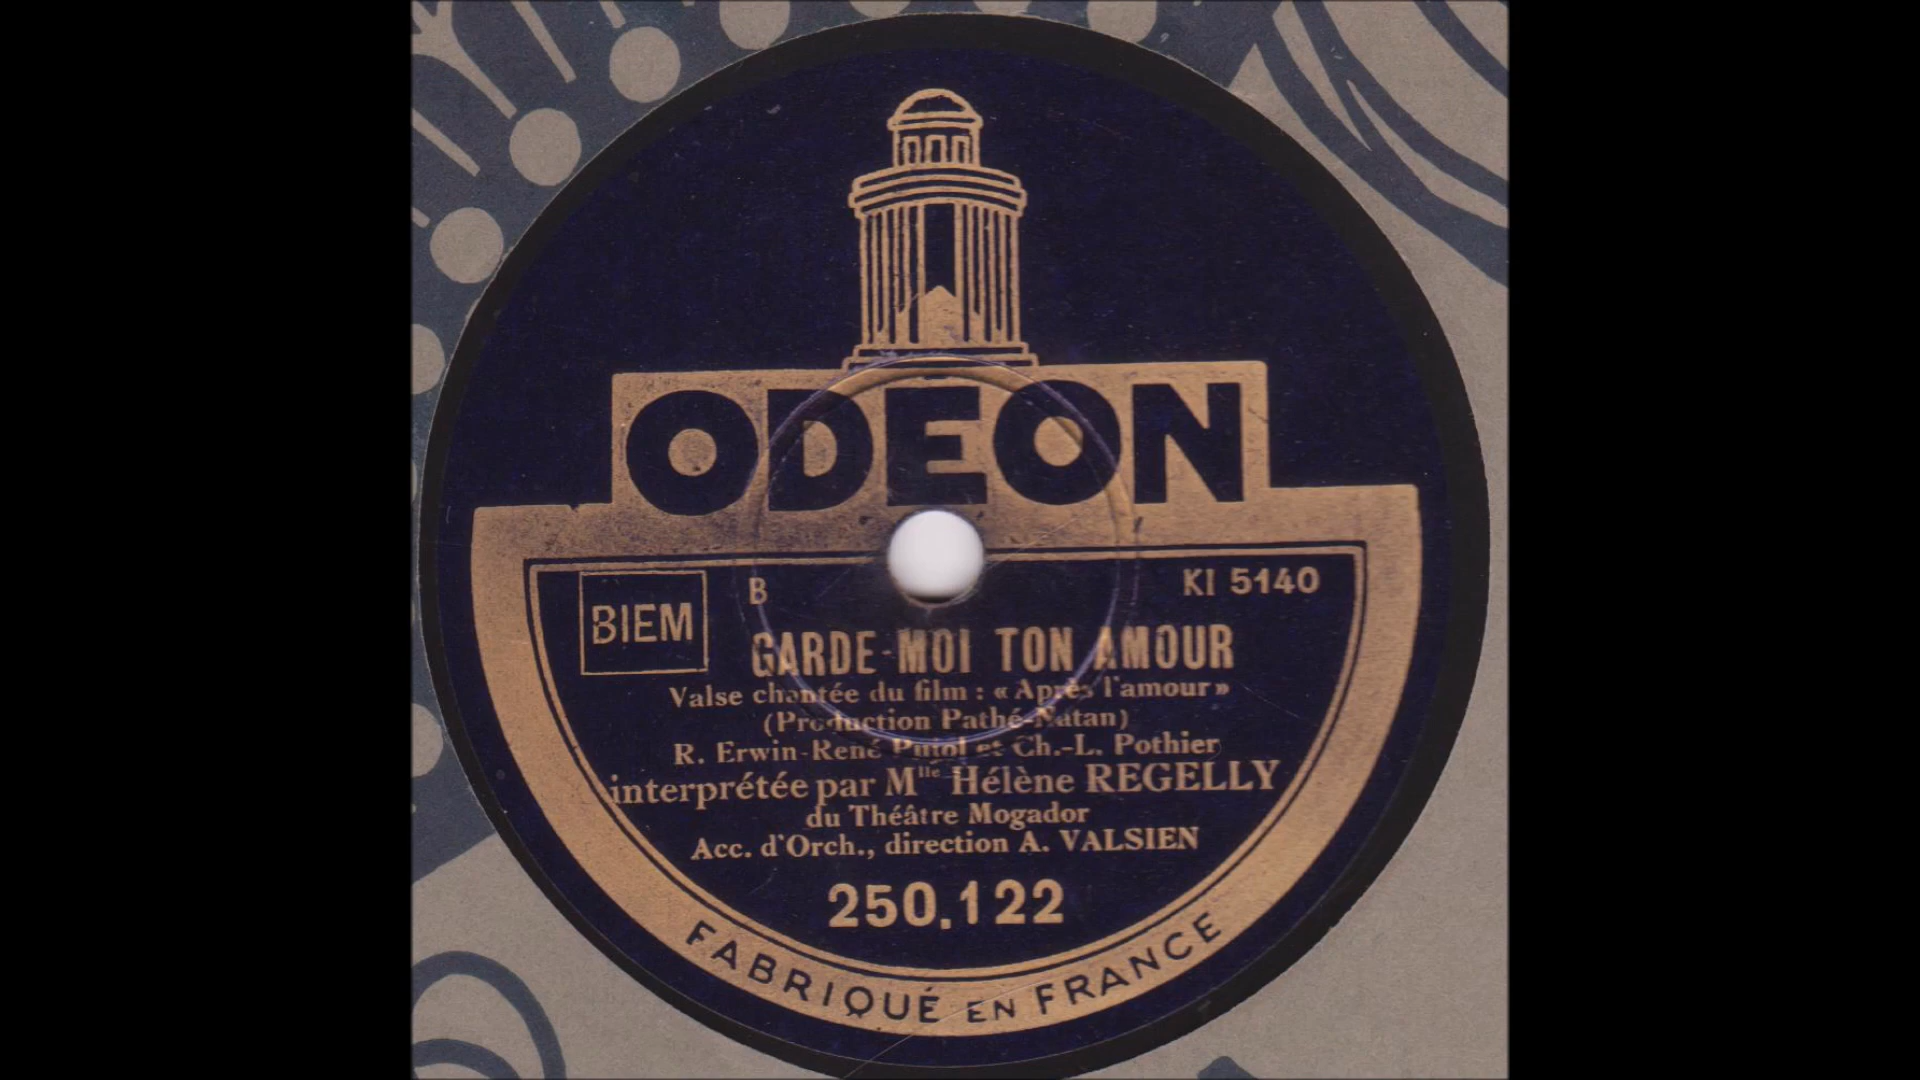 ODEON
BIEM
B
KI 5140
GARDE-MOI TON AMOUR
Valse chantée du film : « Après l'amour »
(Production Pathé-Natan)
R. Erwin-René Pujol et Ch.-L. Pothier
interprétée par Mlle Hélène REGELLY
du Théâtre Mogador
Acc. d'Orch., direction A. VALSIEN
250.122
FABRIQUÉ EN FRANCE